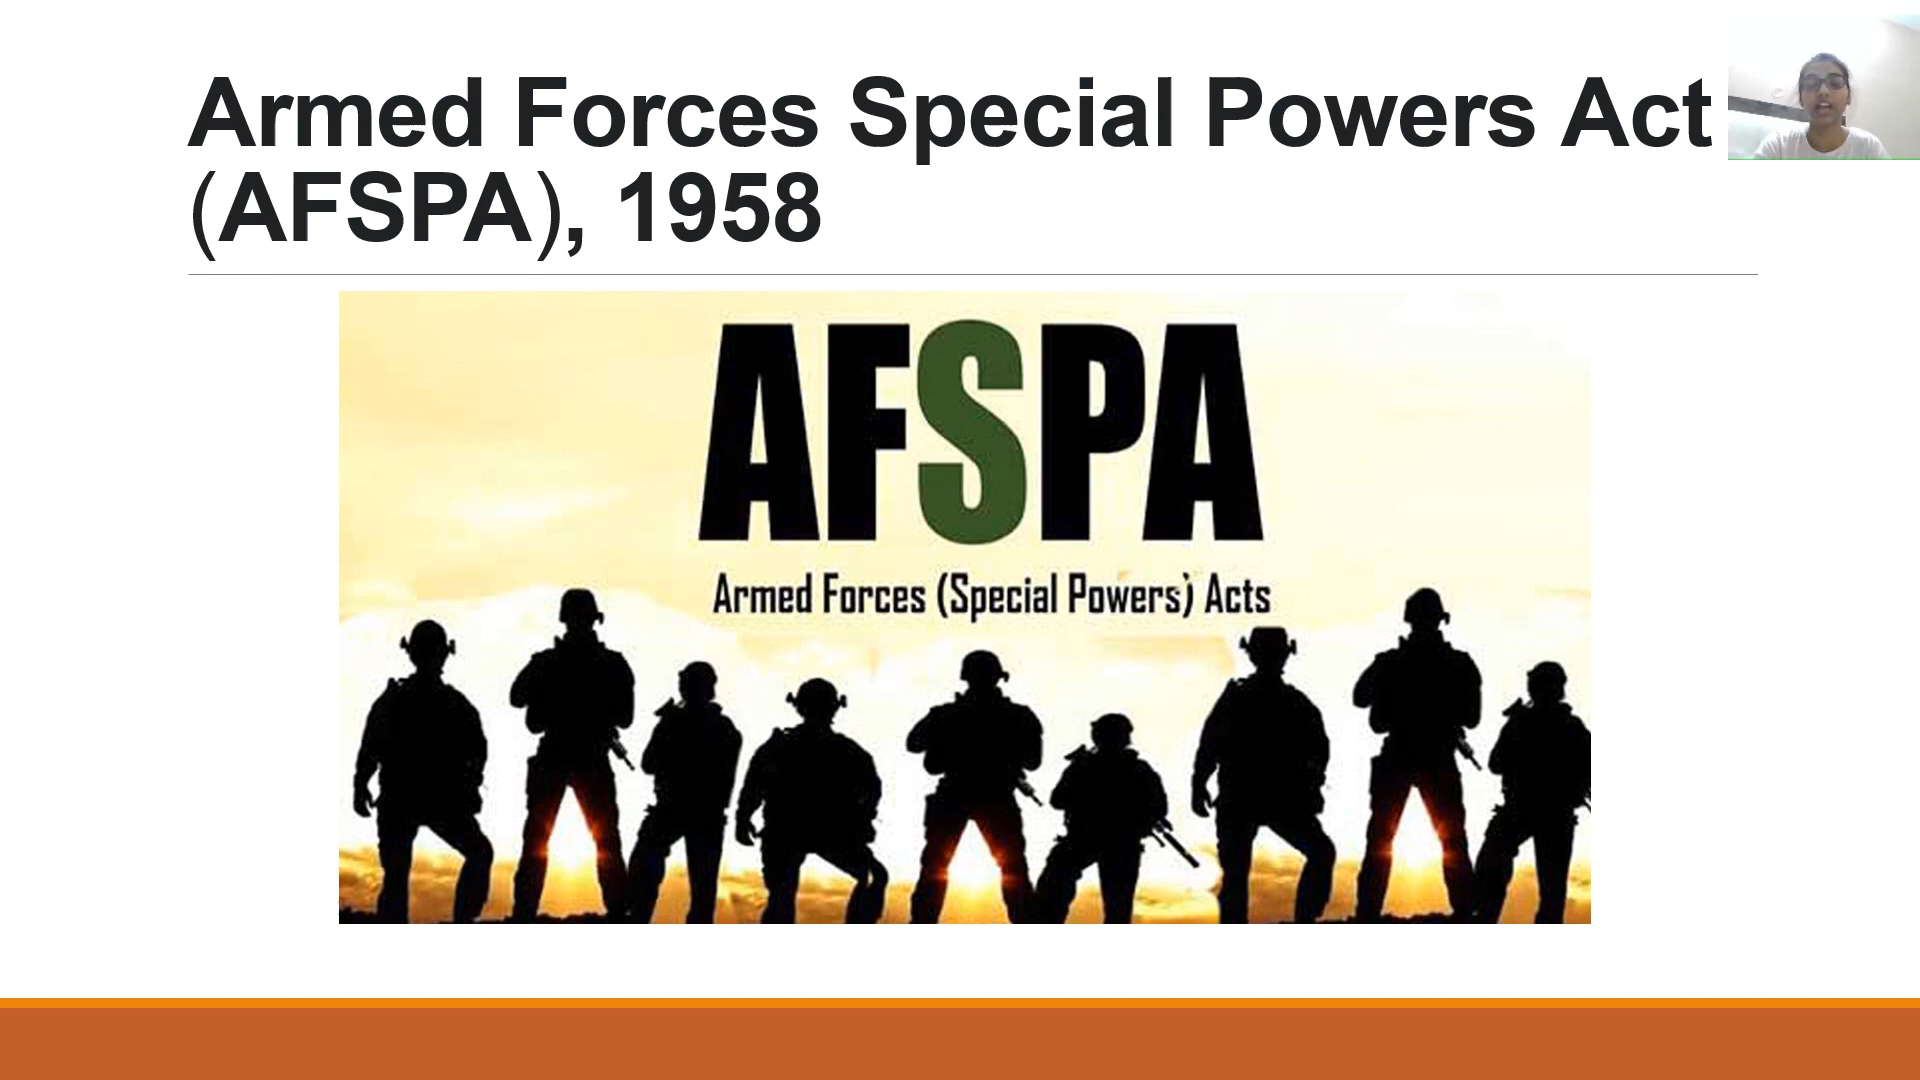 Armed Forces Special Powers Act
(AFSPA), 1958
AFSPA
Armed Forces (Special Powers) Acts